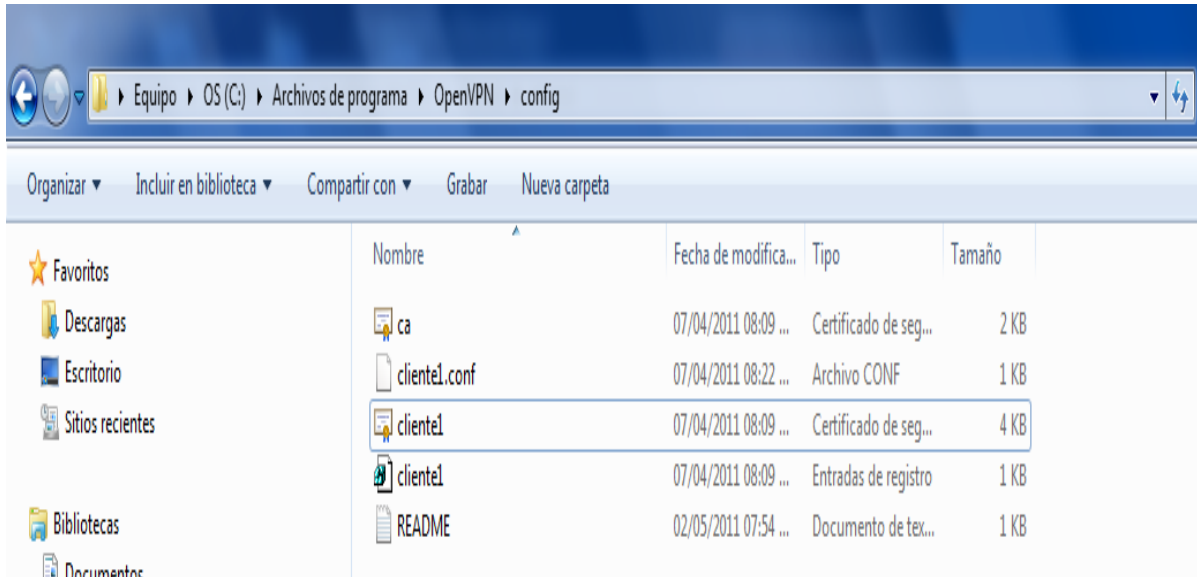 Equipo ▸ OS (C:) ▸ Archivos de programa ▸ OpenVPN ▸ config
Organizar ▾ Incluir en biblioteca ▾ Compartir con ▾ Grabar Nueva carpeta
Favoritos
Descargas
Escritorio
Sitios recientes
Bibliotecas
Documentos
Nombre Fecha de modifica... Tipo Tamaño
ca 07/04/2011 08:09 ... Certificado de seg... 2 KB
cliente1.conf 07/04/2011 08:22 ... Archivo CONF 1 KB
cliente1 07/04/2011 08:09 ... Certificado de seg... 4 KB
cliente1 07/04/2011 08:09 ... Entradas de registro 1 KB
README 02/05/2011 07:54 ... Documento de tex... 1 KB